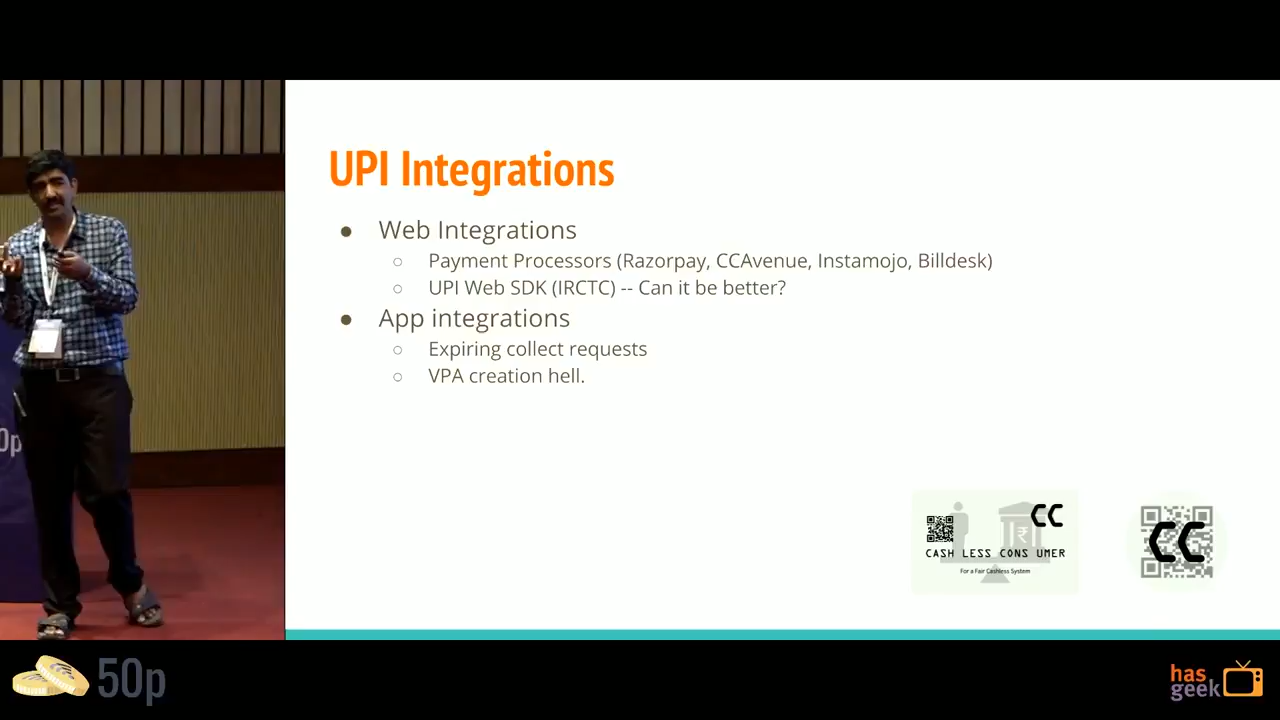 UPI Integrations
● Web Integrations
○ Payment Processors (Razorpay, CCAvenue, Instamojo, Billdesk)
○ UPI Web SDK (IRCTC) -- Can it be better?
● App integrations
○ Expiring collect requests
○ VPA creation hell.
CC
CASH LESS CONS UMER
For a Fair Cashless System
CC
0p
50p
has
geek